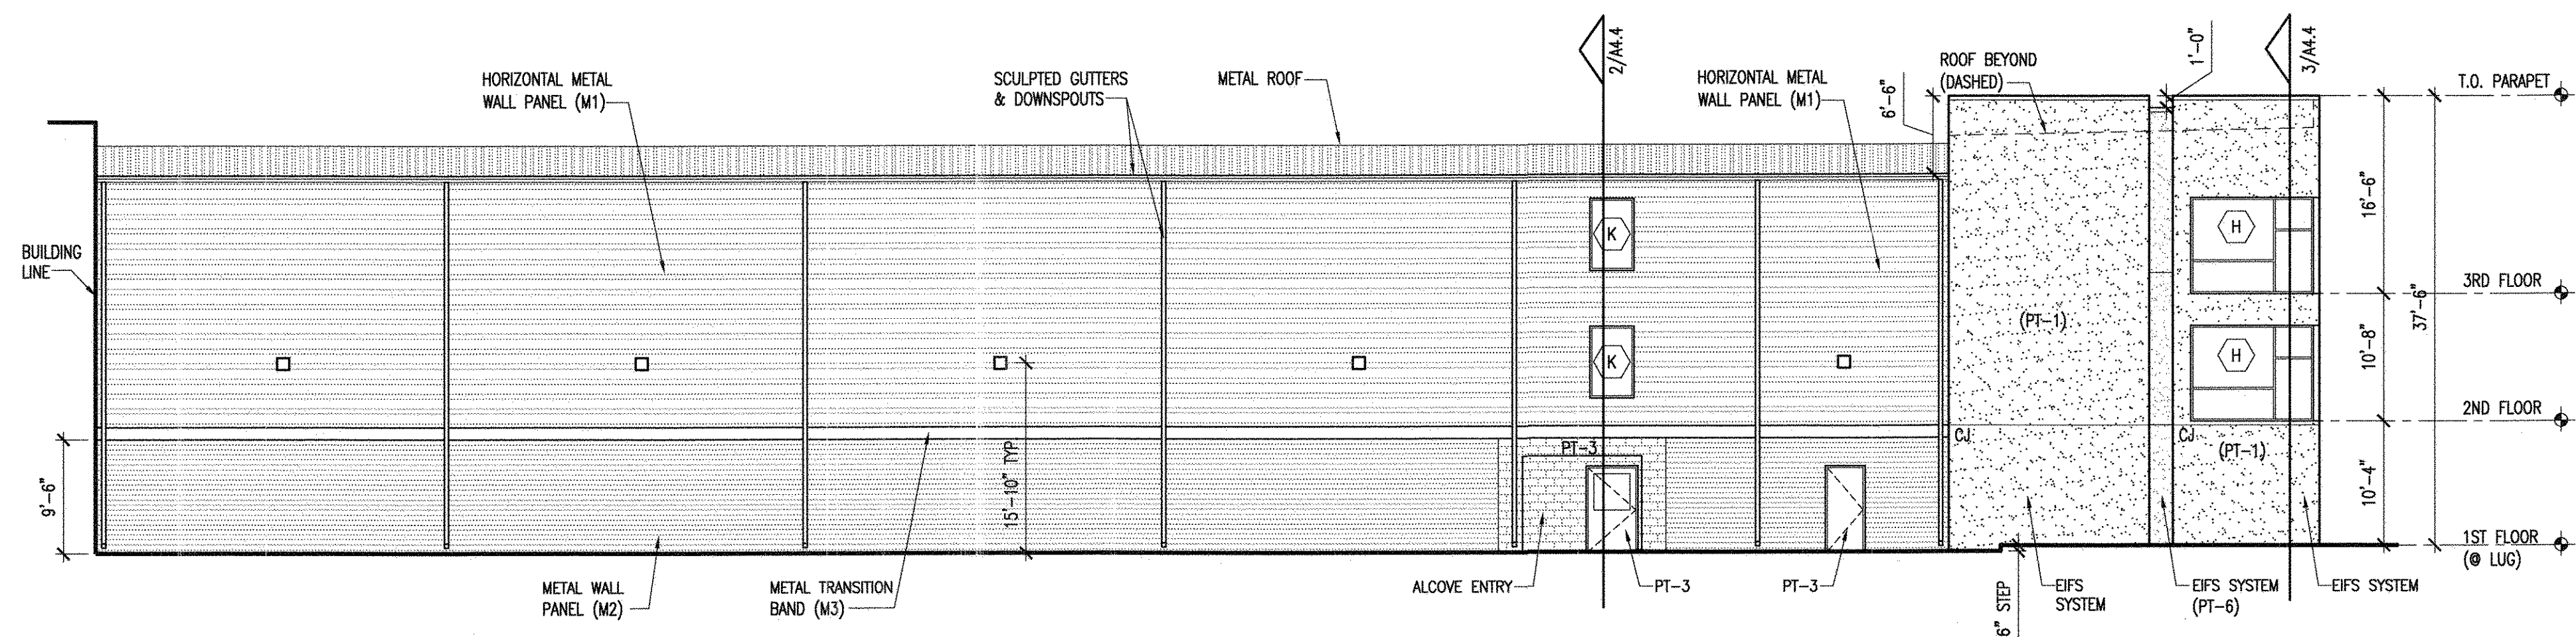 HORIZONTAL METAL
WALL PANEL (M1)
SCULPTED GUTTERS
& DOWNSPOUTS
METAL ROOF
2/A4.4
HORIZONTAL METAL
WALL PANEL (M1)
6'-6"
ROOF BEYOND
(DASHED)
1'-0"
3/A4.4
T.O. PARAPET
BUILDING
LINE
K
H
16'-6"
3RD FLOOR
37'-6"
(PT-1)
K
H
10'-8"
2ND FLOOR
9'-6"
15'-10" TYP
PT-3
CJ
CJ
(PT-1)
10'-4"
1ST FLOOR
(@ LUG)
METAL WALL
PANEL (M2)
METAL TRANSITION
BAND (M3)
ALCOVE ENTRY
PT-3
PT-3
6" STEP
EIFS
SYSTEM
EIFS SYSTEM
(PT-6)
EIFS SYSTEM